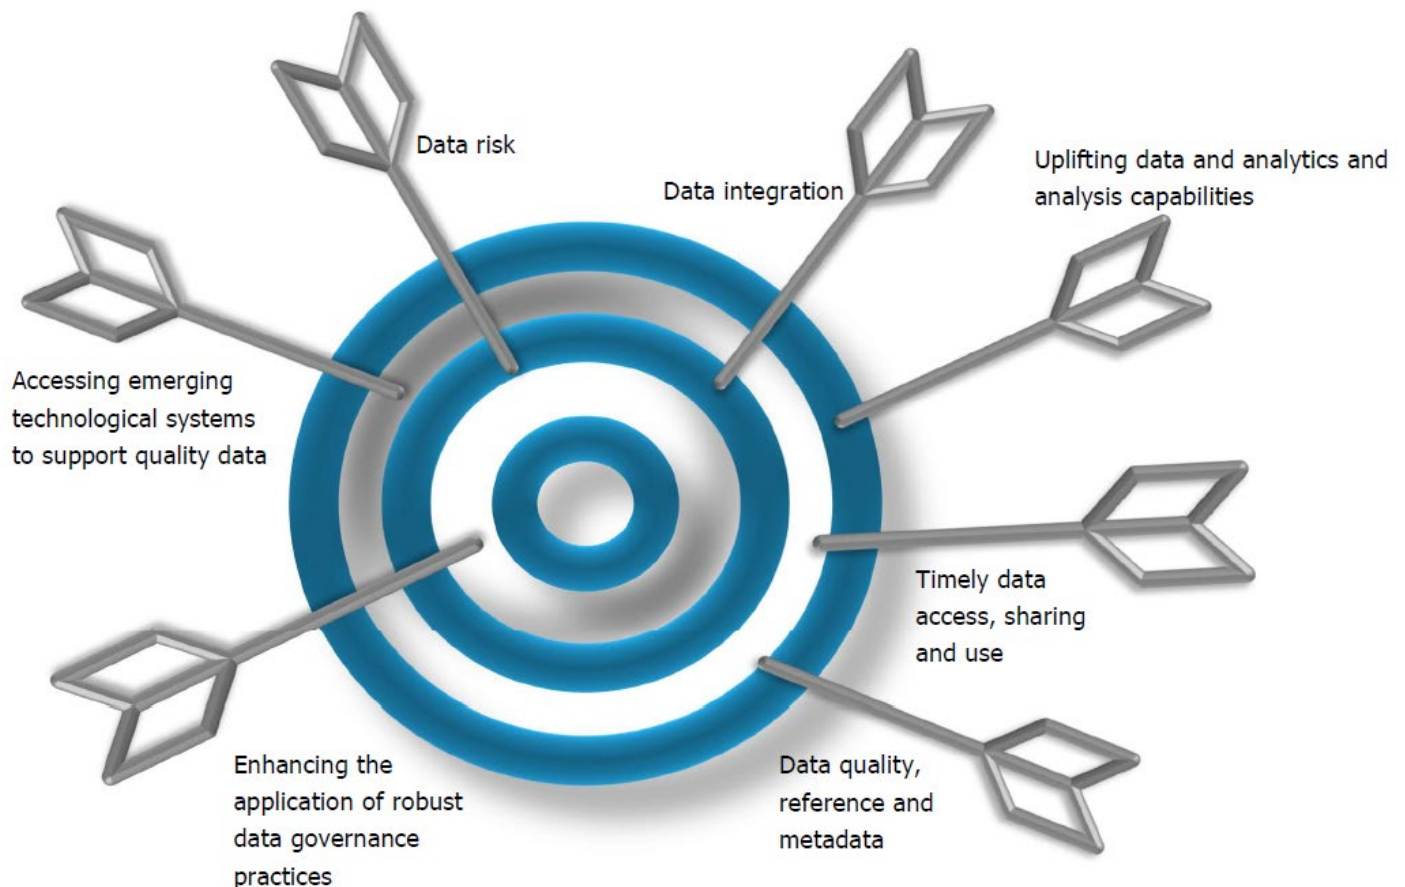 Data risk
Data integration
Uplifting data and analytics and
analysis capabilities
Accessing emerging
technological systems
to support quality data
Timely data
access, sharing
and use
Enhancing the
application of robust
data governance
practices
Data quality,
reference and
metadata